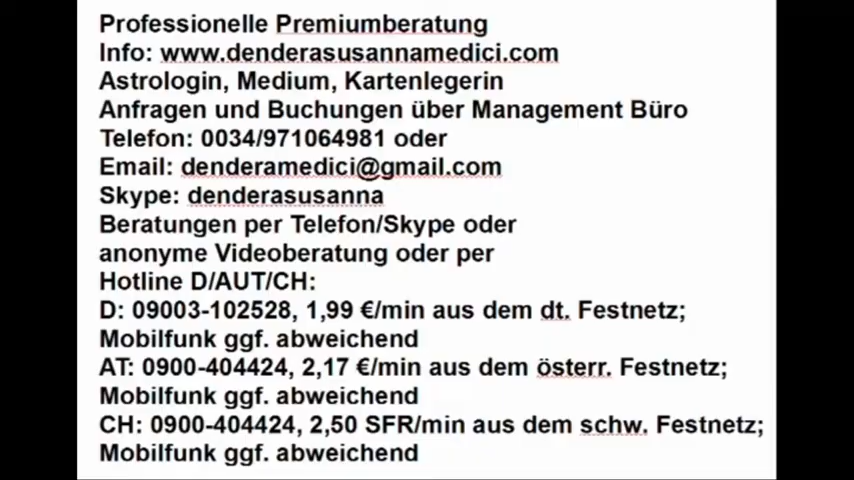 Professionelle Premiumberatung
Info: www.denderasusannamedici.com
Astrologin, Medium, Kartenlegerin
Anfragen und Buchungen über Management Büro
Telefon: 0034/971064981 oder
Email: denderamedici@gmail.com
Skype: denderasusanna
Beratungen per Telefon/Skype oder
anonyme Videoberatung oder per
Hotline D/AUT/CH:
D: 09003-102528, 1,99 €/min aus dem dt. Festnetz;
Mobilfunk ggf. abweichend
AT: 0900-404424, 2,17 €/min aus dem österr. Festnetz;
Mobilfunk ggf. abweichend
CH: 0900-404424, 2,50 SFR/min aus dem schw. Festnetz;
Mobilfunk ggf. abweichend